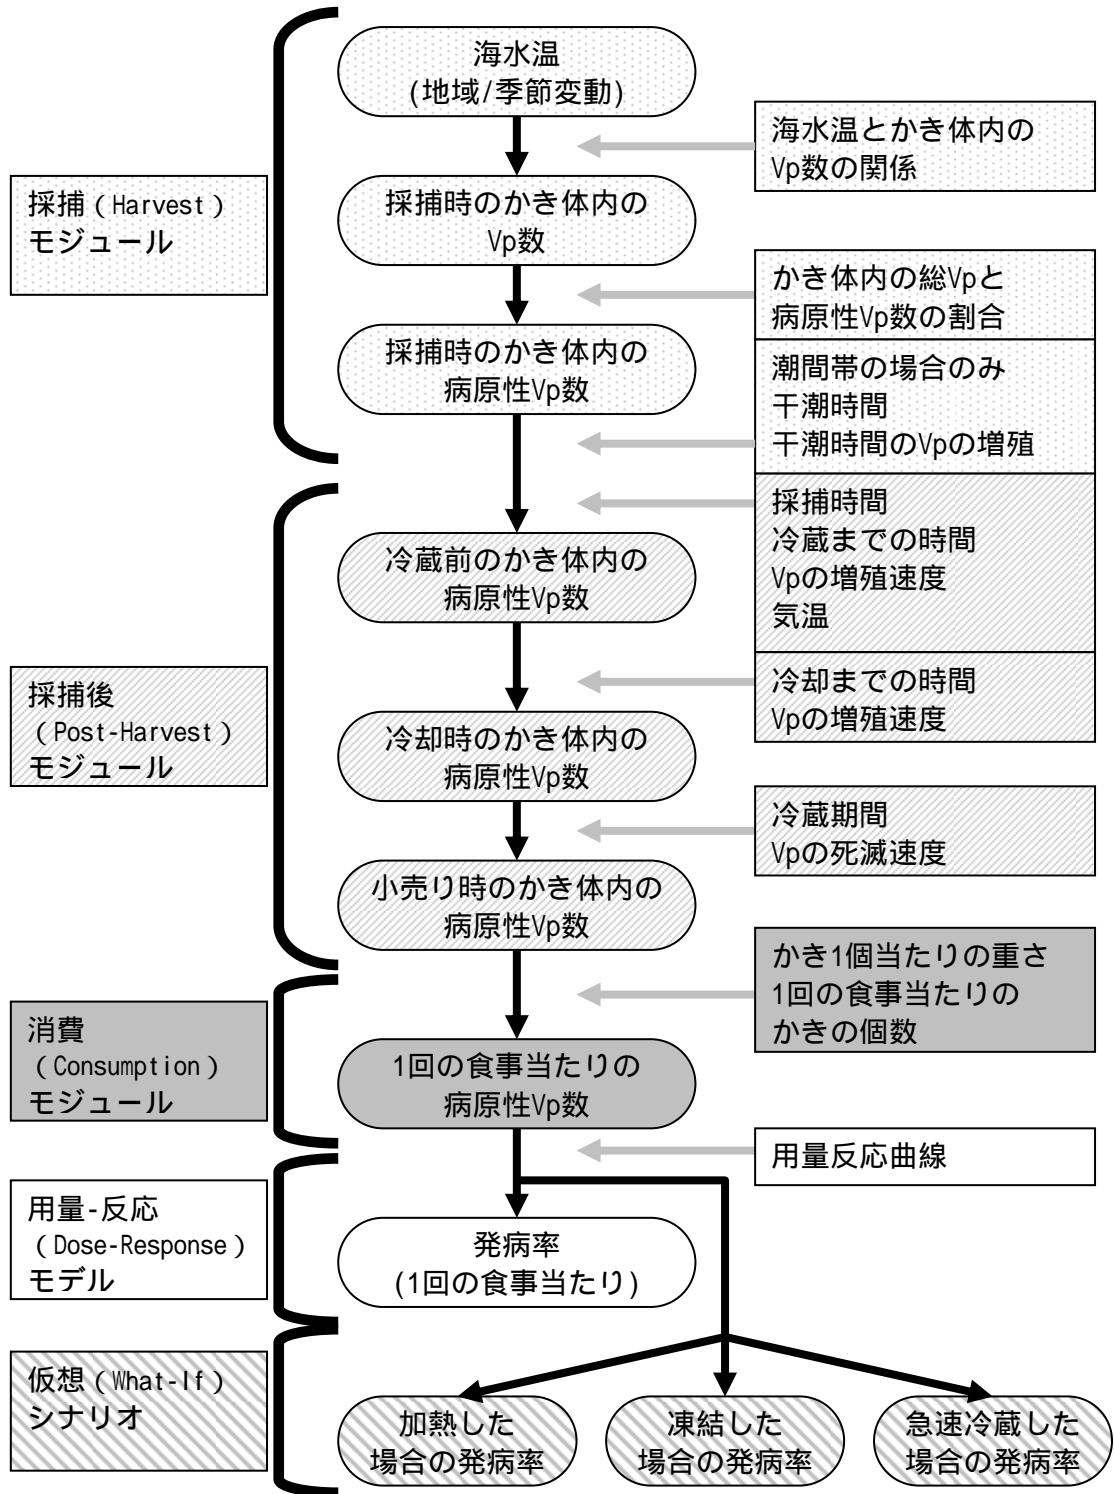 海水温
(地域/季節変動)
海水温とかき体内の
Vp数の関係
採捕（Harvest）
モジュール
採捕時のかき体内の
Vp数
かき体内の総Vpと
病原性Vp数の割合
採捕時のかき体内の
病原性Vp数
潮間帯の場合のみ
干潮時間
干潮時間のVpの増殖
採捕時間
冷蔵までの時間
Vpの増殖速度
気温
冷蔵前のかき体内の
病原性Vp数
採捕後
（Post-Harvest）
モジュール
冷却までの時間
Vpの増殖速度
冷却時のかき体内の
病原性Vp数
冷蔵期間
Vpの死滅速度
小売り時のかき体内の
病原性Vp数
かき1個当たりの重さ
1回の食事当たりの
かきの個数
消費
（Consumption）
モジュール
1回の食事当たりの
病原性Vp数
用量反応曲線
用量-反応
（Dose-Response）
モデル
発病率
(1回の食事当たり)
仮想（What-If）
シナリオ
加熱した
場合の発病率
凍結した
場合の発病率
急速冷蔵した
場合の発病率